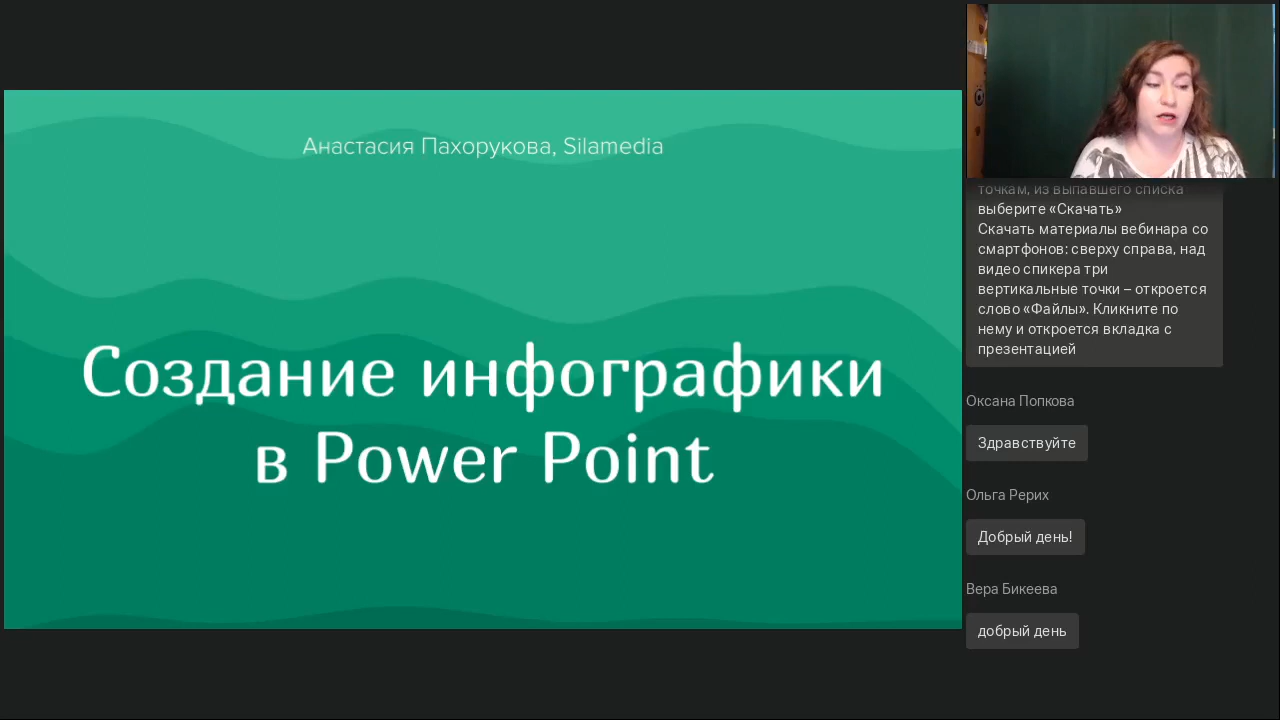 Анастасия Пахорукова, Silamedia
Создание инфографики
в Power Point
точкам, из выпавшего списка
выберите «Скачать»
Скачать материалы вебинара со
смартфонов: сверху справа, над
видео спикера три
вертикальные точки – откроется
слово «Файлы». Кликните по
нему и откроется вкладка с
презентацией
Оксана Попкова
Здравствуйте
Ольга Рерих
Добрый день!
Вера Бикеева
добрый день